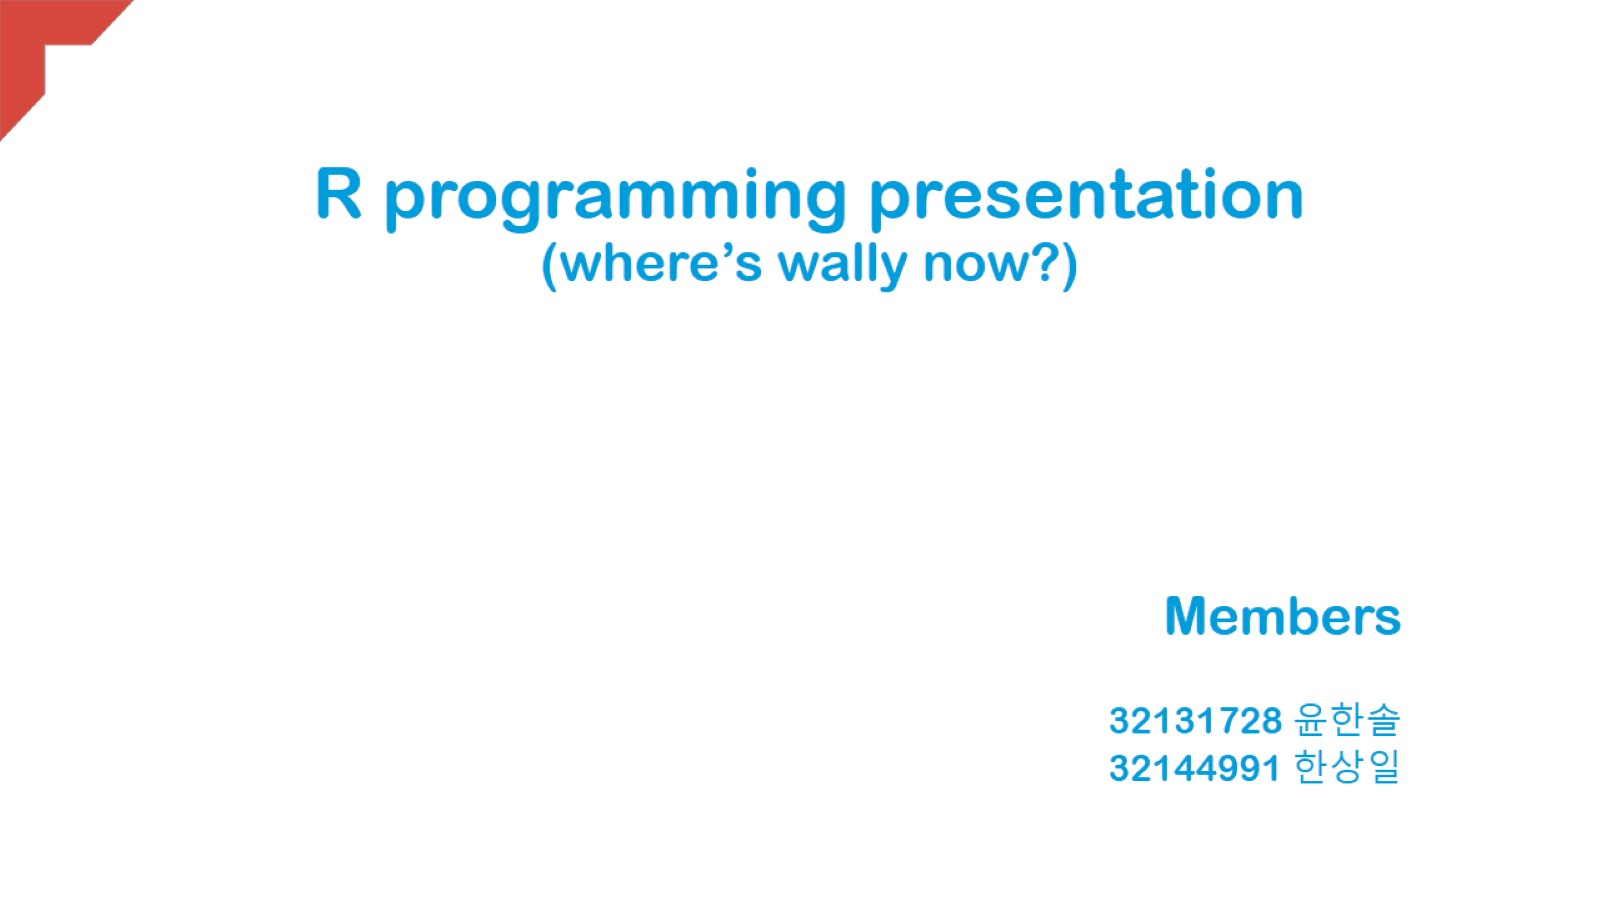 R programming presentation
(where’s wally now?)
Members
32131728 윤한솔
32144991 한상일